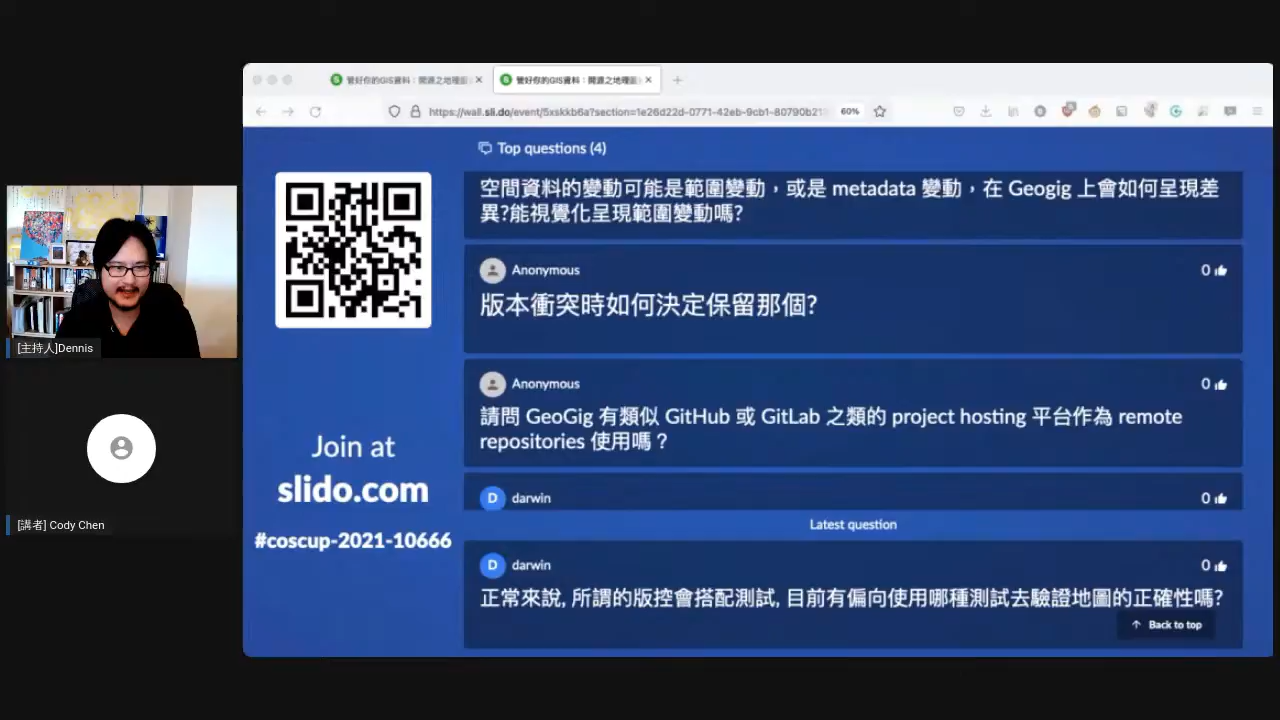 管好你的GIS資料：開源之地理圖
管好你的GIS資料：開源之地理圖
https://wall.sli.do/event/5xskkb6a?section=1e26d22d-0771-42eb-9cb1-80790b21
60%
Top questions (4)
空間資料的變動可能是範圍變動，或是 metadata 變動，在 Geogig 上會如何呈現差
異?能視覺化呈現範圍變動嗎?
Anonymous
0
版本衝突時如何決定保留那個?
Anonymous
0
請問 GeoGig 有類似 GitHub 或 GitLab 之類的 project hosting 平台作為 remote
repositories 使用嗎？
D darwin
0
Latest question
D darwin
0
正常來說, 所謂的版控會搭配測試, 目前有偏向使用哪種測試去驗證地圖的正確性嗎?
Back to top
Join at
slido.com
#coscup-2021-10666
[主持人]Dennis
[講者] Cody Chen